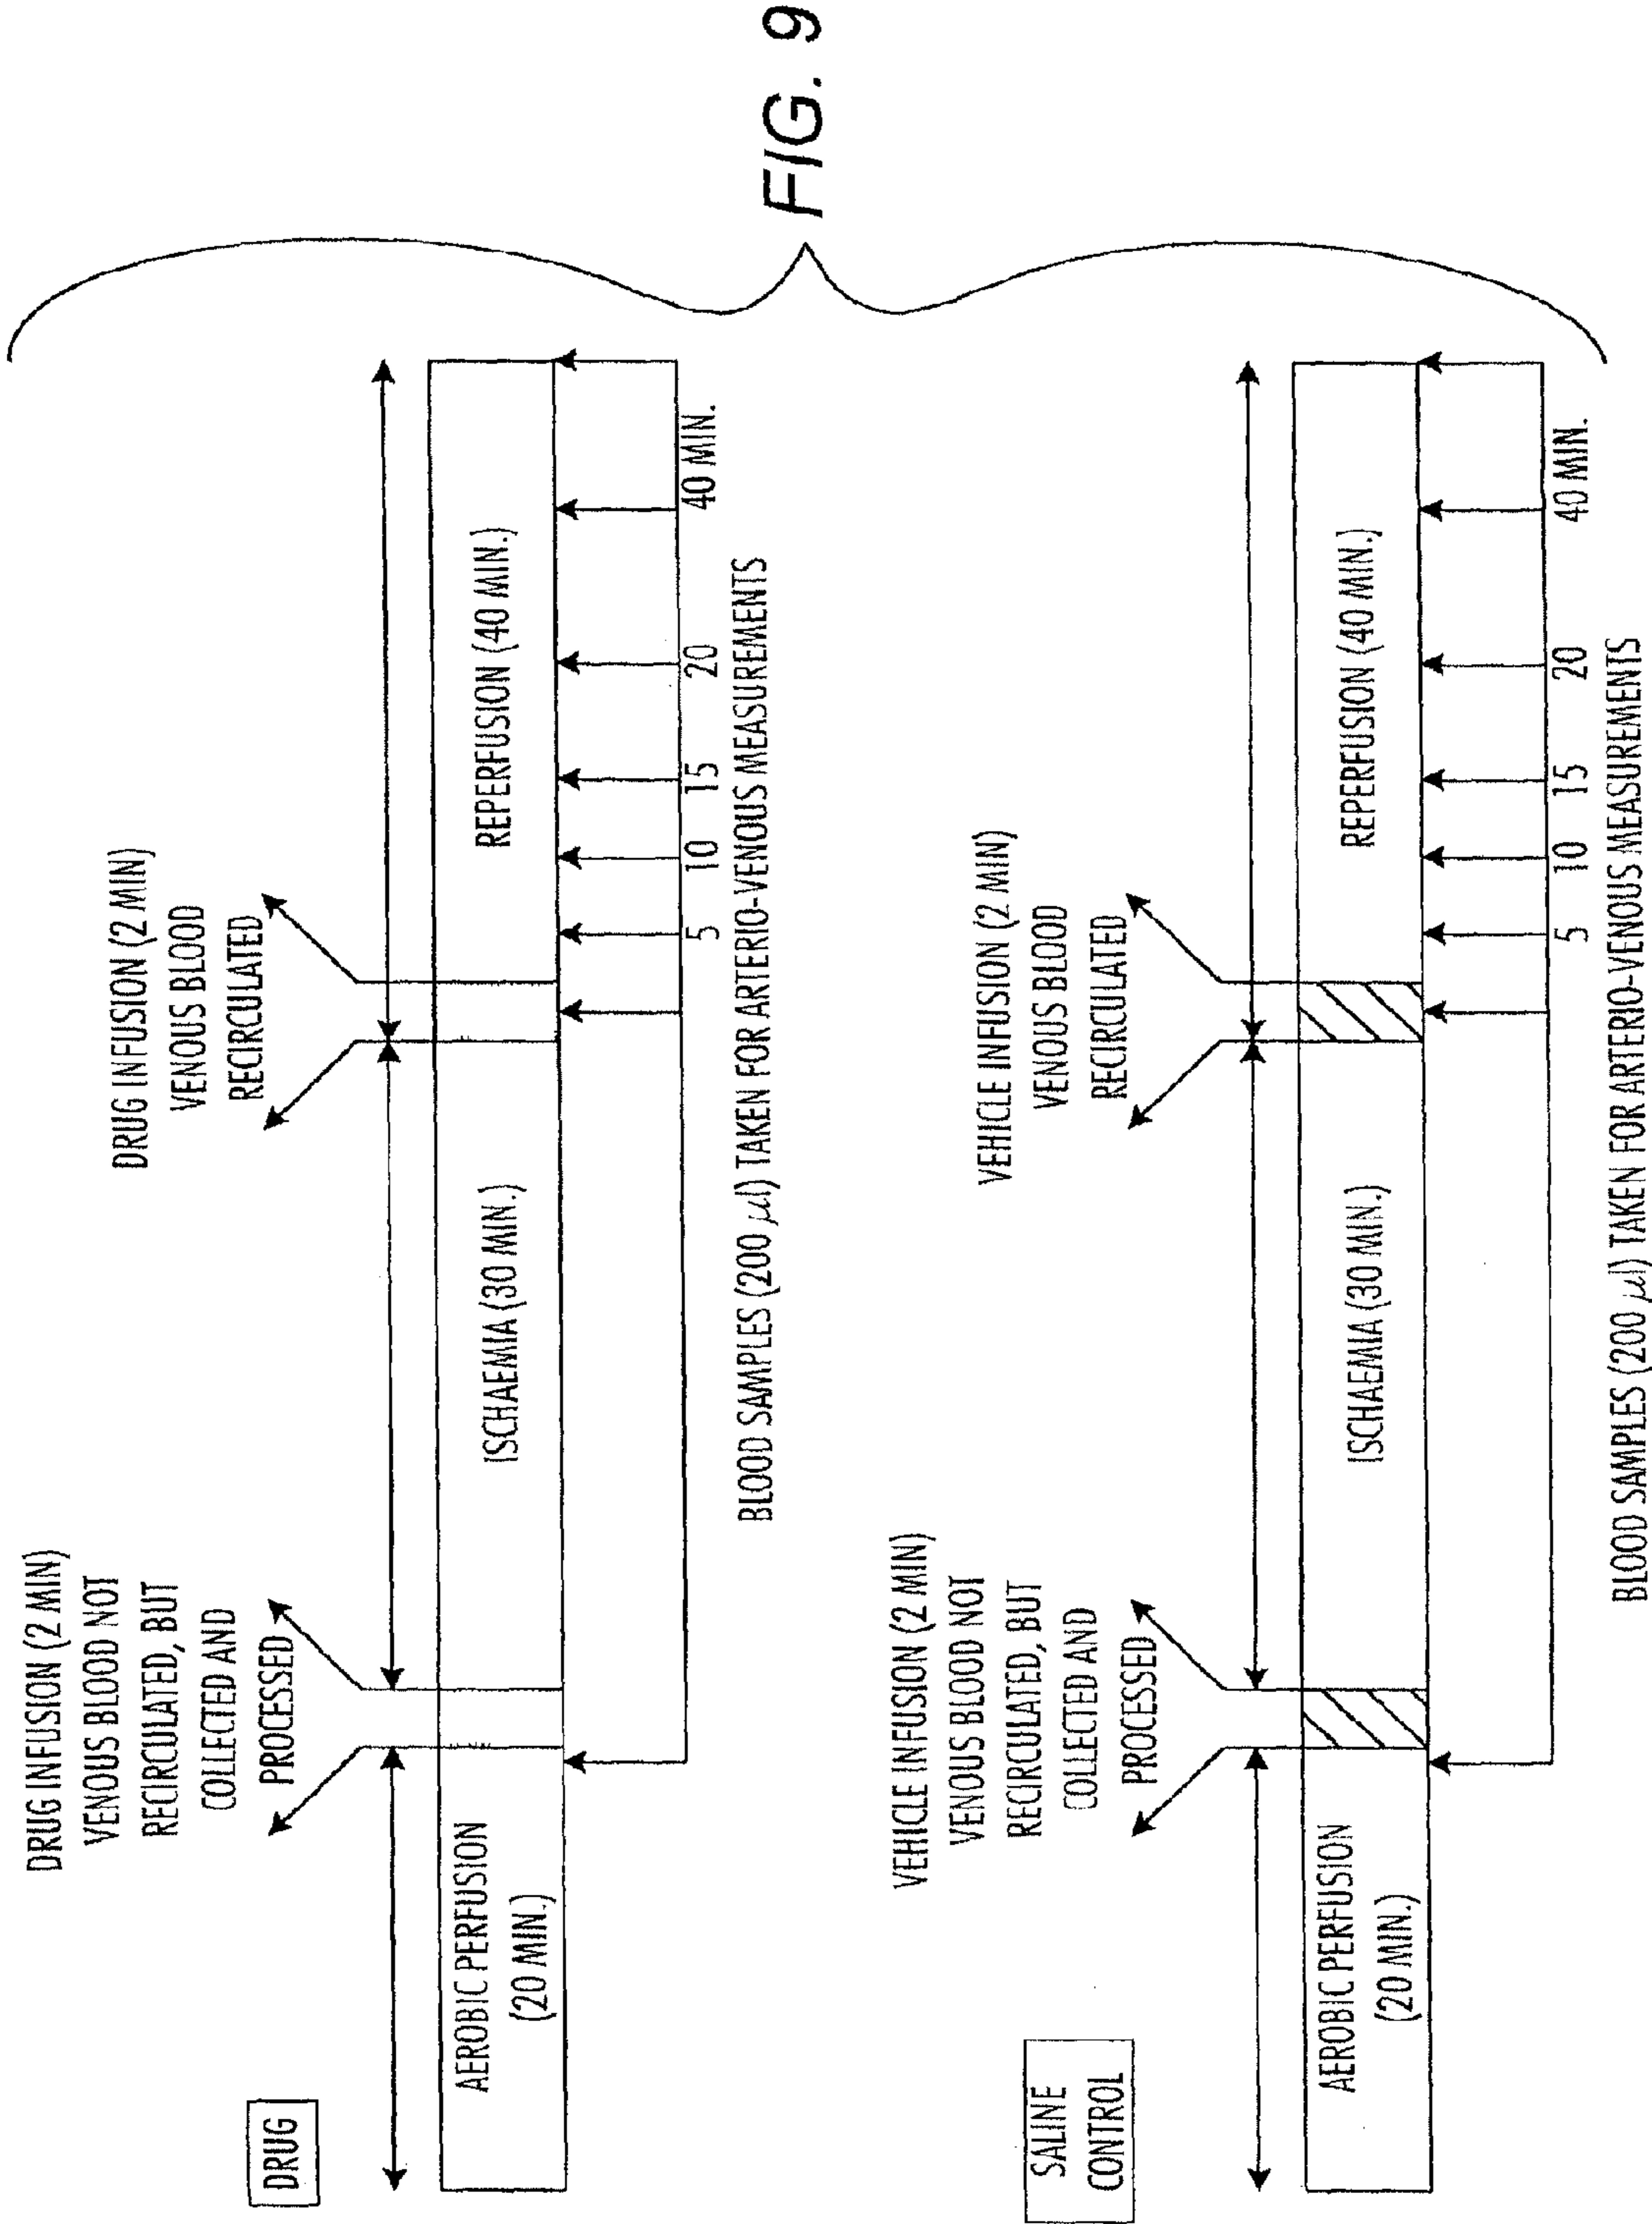 DRUG
DRUG INFUSION (2 MIN)
VENOUS BLOOD NOT
RECIRCULATED, BUT
COLLECTED AND
PROCESSED
DRUG INFUSION (2 MIN)
VENOUS BLOOD
RECIRCULATED
AEROBIC PERFUSION
(20 MIN.)
ISCHAEMIA (30 MIN.)
REPERFUSION (40 MIN.)
5 10 15 20 40 MIN.
BLOOD SAMPLES (200 µl) TAKEN FOR ARTERIO-VENOUS MEASUREMENTS
SALINE
CONTROL
VEHICLE INFUSION (2 MIN)
VENOUS BLOOD NOT
RECIRCULATED, BUT
COLLECTED AND
PROCESSED
VEHICLE INFUSION (2 MIN)
VENOUS BLOOD
RECIRCULATED
AEROBIC PERFUSION
(20 MIN.)
ISCHAEMIA (30 MIN.)
REPERFUSION (40 MIN.)
5 10 15 20 40 MIN.
BLOOD SAMPLES (200 µl) TAKEN FOR ARTERIO-VENOUS MEASUREMENTS
FIG. 9